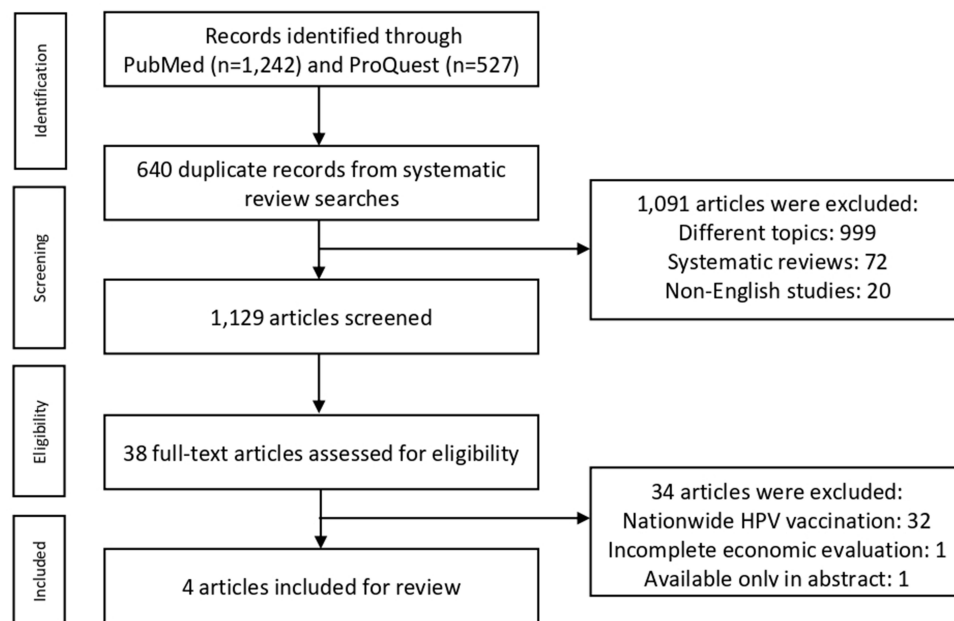 Identification
Records identified through
PubMed (n=1,242) and ProQuest (n=527)
640 duplicate records from systematic
review searches
Screening
1,091 articles were excluded:
Different topics: 999
Systematic reviews: 72
Non-English studies: 20
1,129 articles screened
Eligibility
38 full-text articles assessed for eligibility
34 articles were excluded:
Nationwide HPV vaccination: 32
Incomplete economic evaluation: 1
Available only in abstract: 1
Included
4 articles included for review